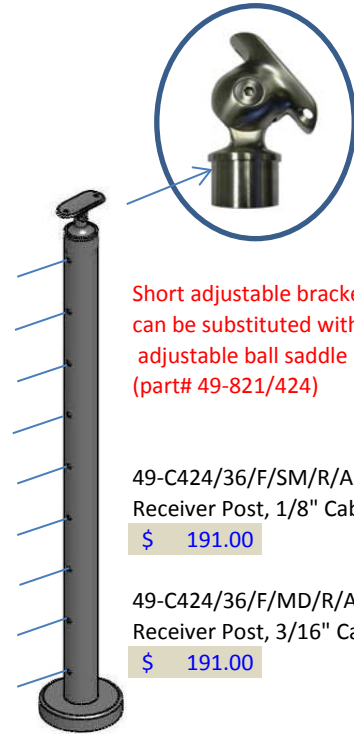 Short adjustable bracke
can be substituted with
adjustable ball saddle
(part# 49-821/424)
49-C424/36/F/SM/R/A
Receiver Post, 1/8" Cab
$ 191.00
49-C424/36/F/MD/R/A
Receiver Post, 3/16" Ca
$ 191.00